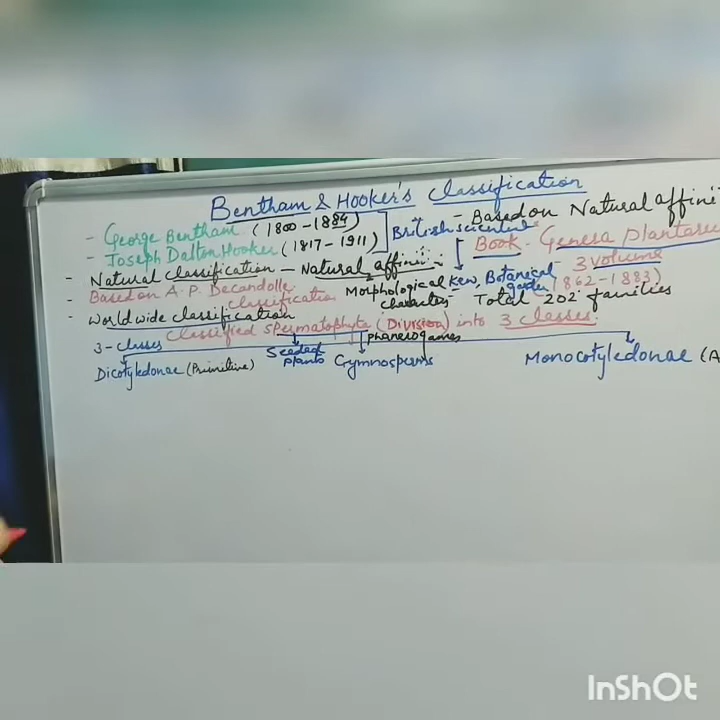 Bentham & Hooker's Classification
- George Bentham (1800-1884)
- Joseph Dalton Hooker (1817-1911)
British scientist
- Based on Natural affini
Book - Genera plantaru
3 volume
(1862-1883)
Kew, Botanical garden
- Natural classification - Natural affinii
Morphological characters
- Total 202 families
- Based on A.P. Decandolle classification
- Worldwide classification
Classified spermatophyta (Division) into 3 classes:
3-classes
Seeded plants
phanerogames
Dicotyledonae (Primitive)
Gymnosperms
Monocotyledonae (A
InShOt